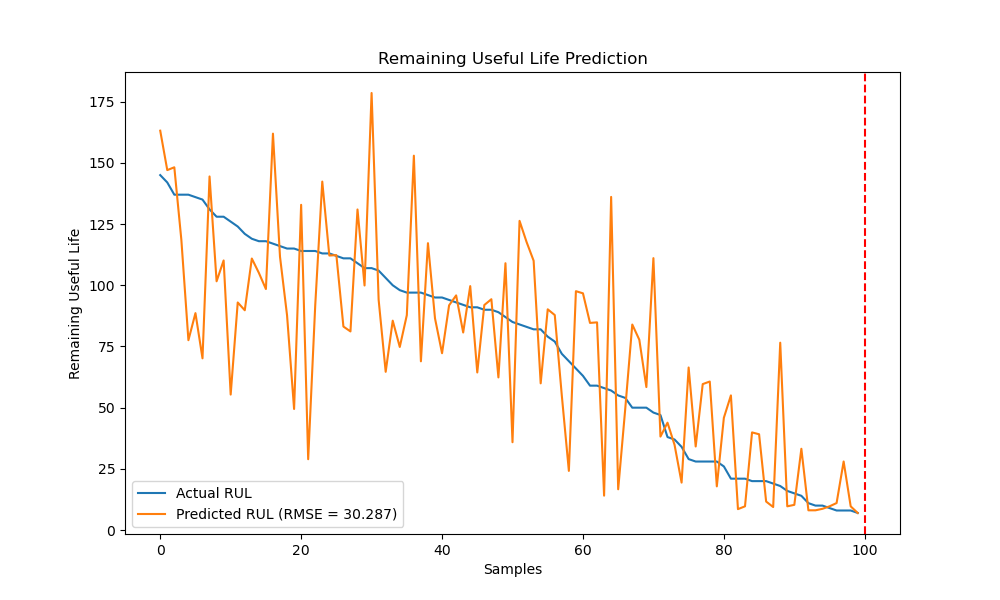 Remaining Useful Life Prediction
Remaining Useful Life
175
150
125
100
75
50
25
0
Actual RUL
Predicted RUL (RMSE = 30.287)
0 20 40 60 80 100
Samples